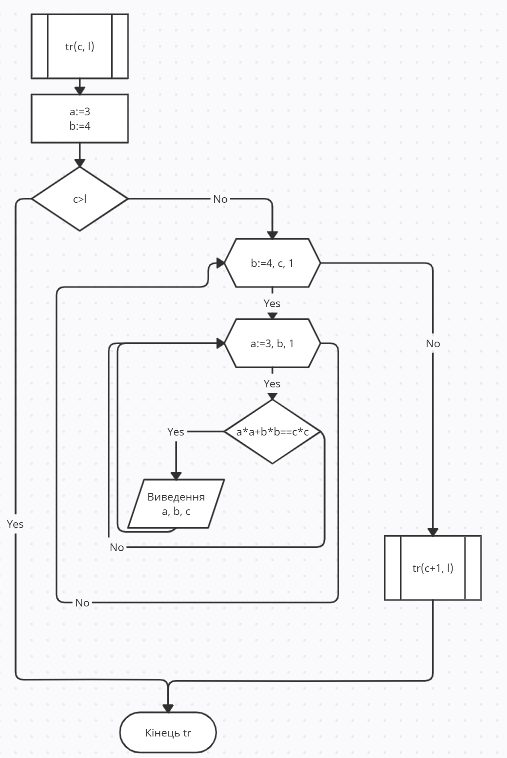 tr(c, l)
a:=3
b:=4
c>l
No
b:=4, c, 1
Yes
No
a:=3, b, 1
Yes
a*a+b*b==c*c
Yes
Виведення
a, b, c
Yes
No
tr(c+1, l)
No
Кінець tr